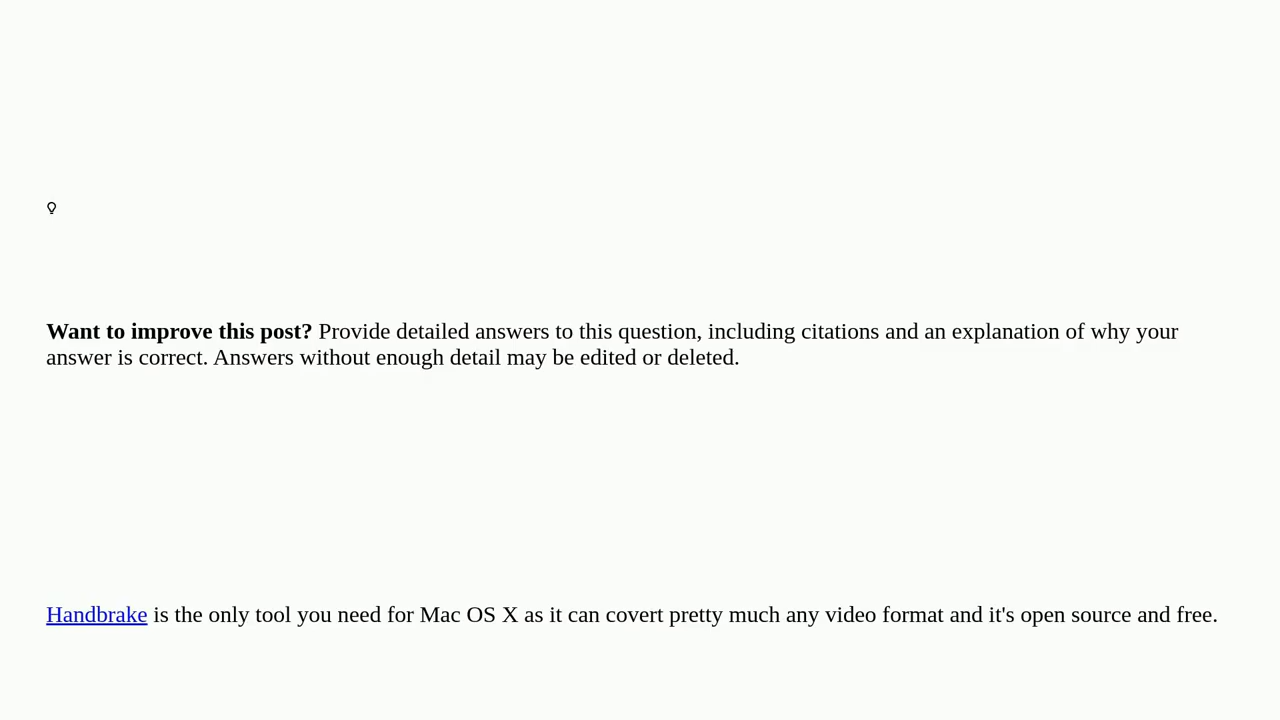 Want to improve this post? Provide detailed answers to this question, including citations and an explanation of why your
answer is correct. Answers without enough detail may be edited or deleted.
Handbrake is the only tool you need for Mac OS X as it can covert pretty much any video format and it's open source and free.